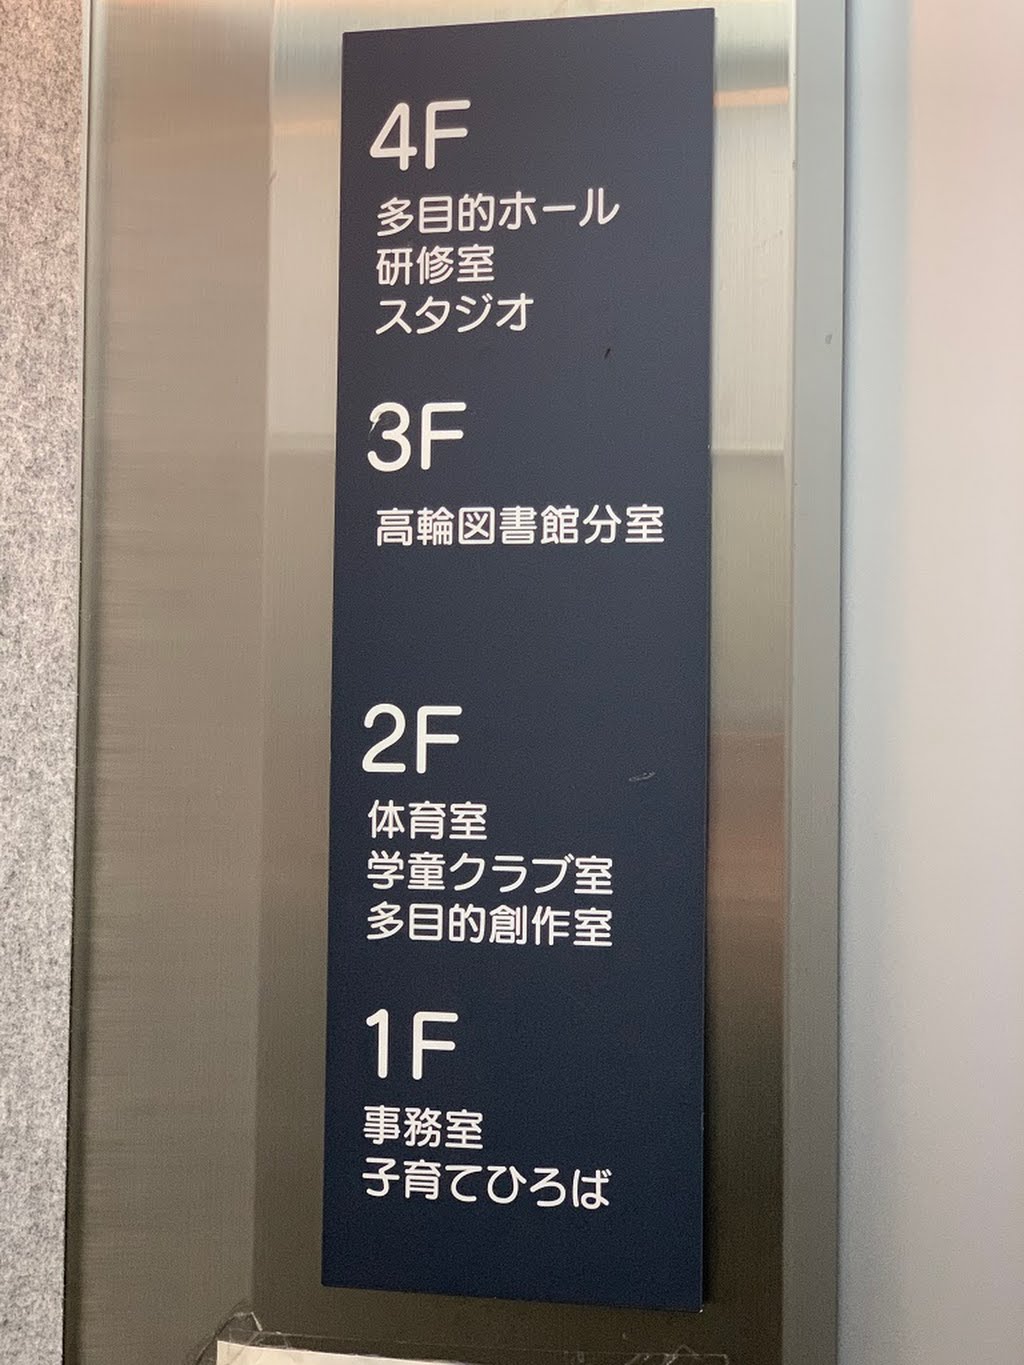 4F
多目的ホール
研修室
スタジオ
3F
高輪図書館分室
2F
体育室
学童クラブ室
多目的創作室
1F
事務室
子育てひろば